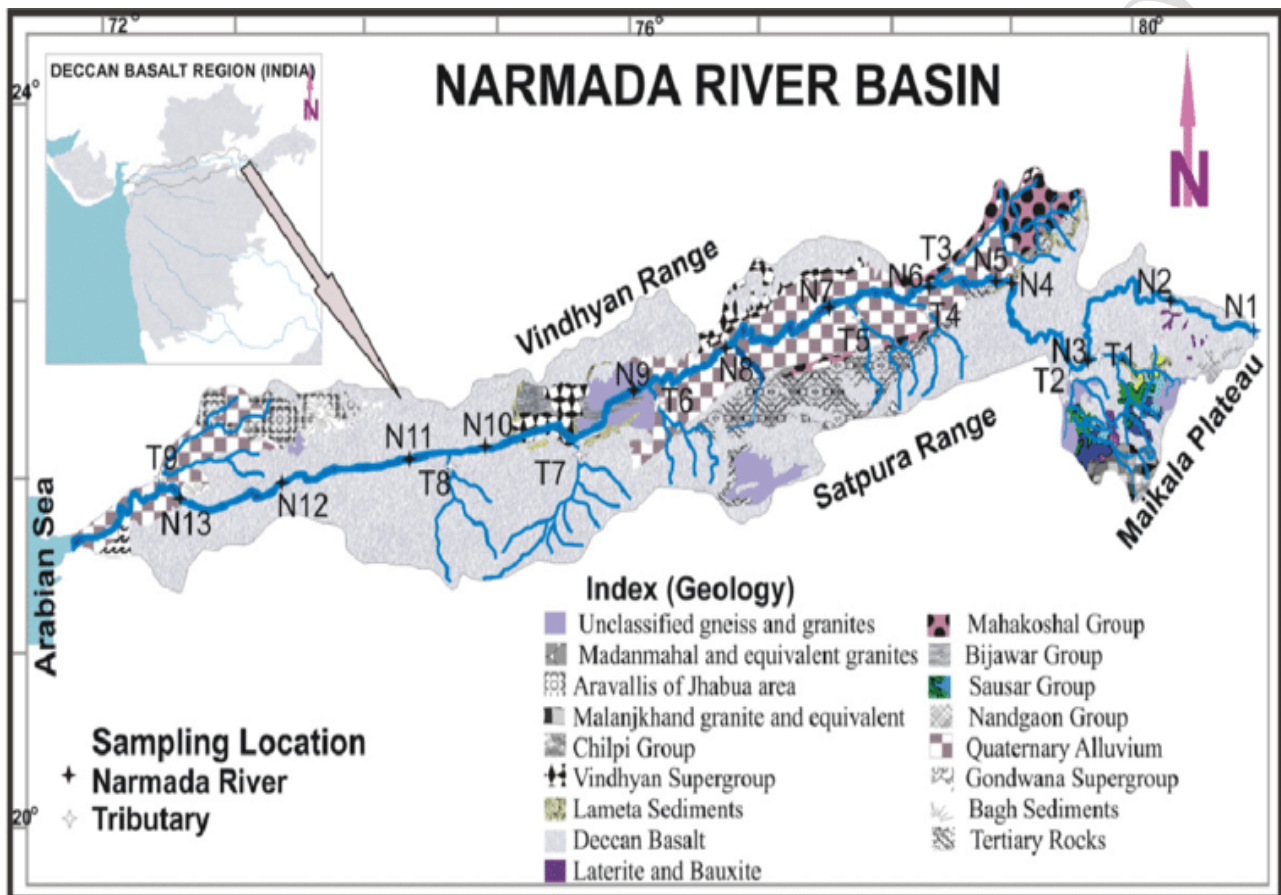 72°
76°
80°
DECCAN BASALT REGION (INDIA)
N
24°
NARMADA RIVER BASIN
N
Vindhyan Range
T3
N6
N5
N4
N2
N1
N7
T4
T5
N3
T1
T2
N8
N9
T6
N10
N11
T7
T8
T9
N12
N13
Satpura Range
Maikala Plateau
Arabian Sea
20°
Sampling Location
Narmada River
Tributary
Index (Geology)
Unclassified gneiss and granites
Madanmahal and equivalent granites
Aravallis of Jhabua area
Malanjkhand granite and equivalent
Chilpi Group
Vindhyan Supergroup
Lameta Sediments
Deccan Basalt
Laterite and Bauxite
Mahakoshal Group
Bijawar Group
Sausar Group
Nandgaon Group
Quaternary Alluvium
Gondwana Supergroup
Bagh Sediments
Tertiary Rocks